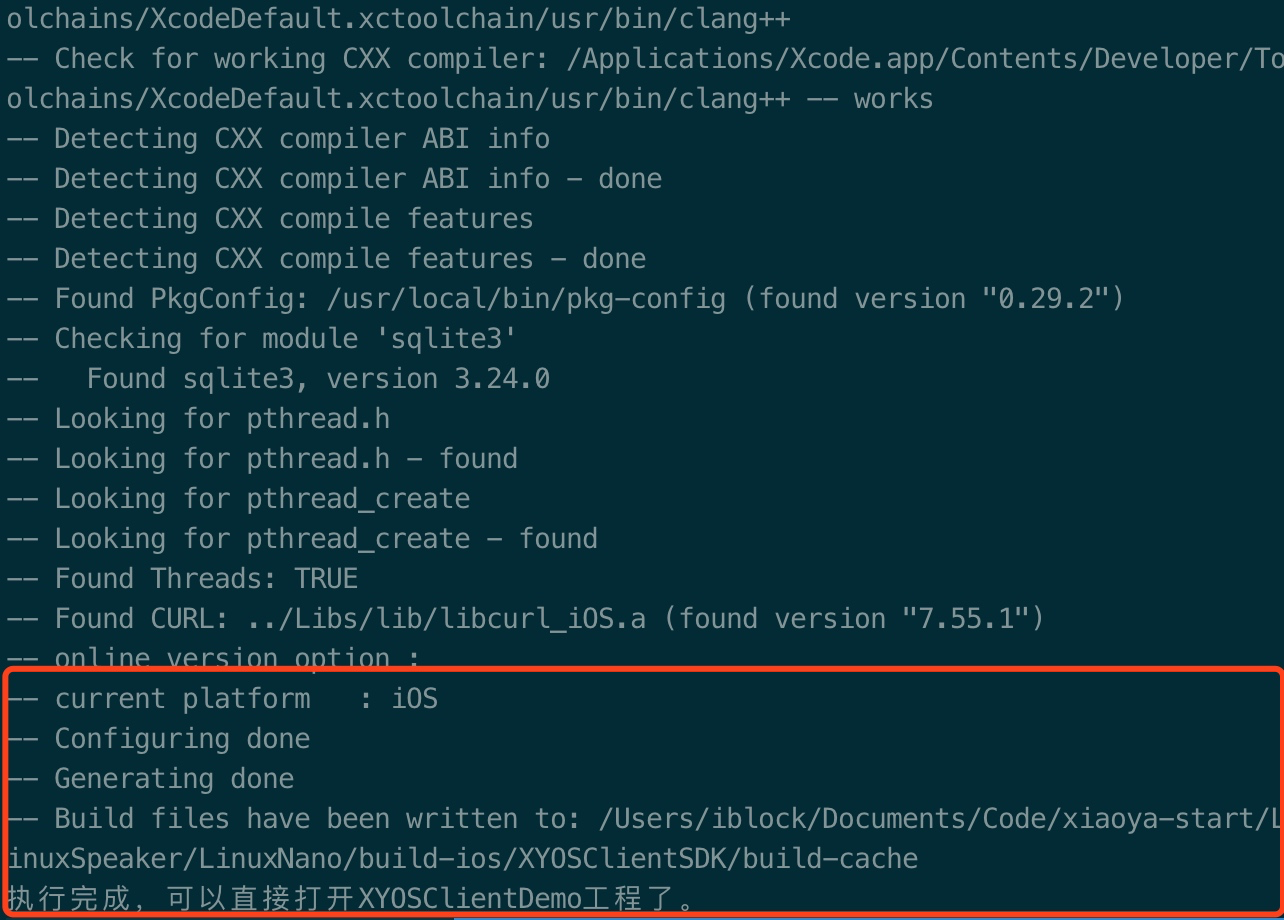 olchains/XcodeDefault.xctoolchain/usr/bin/clang++
-- Check for working CXX compiler: /Applications/Xcode.app/Contents/Developer/To
olchains/XcodeDefault.xctoolchain/usr/bin/clang++ -- works
-- Detecting CXX compiler ABI info
-- Detecting CXX compiler ABI info - done
-- Detecting CXX compile features
-- Detecting CXX compile features - done
-- Found PkgConfig: /usr/local/bin/pkg-config (found version "0.29.2")
-- Checking for module 'sqlite3'
--   Found sqlite3, version 3.24.0
-- Looking for pthread.h
-- Looking for pthread.h - found
-- Looking for pthread_create
-- Looking for pthread_create - found
-- Found Threads: TRUE
-- Found CURL: ../Libs/lib/libcurl_iOS.a (found version "7.55.1")
-- online version option :
-- current platform   : iOS
-- Configuring done
-- Generating done
-- Build files have been written to: /Users/iblock/Documents/Code/xiaoya-start/L
inuxSpeaker/LinuxNano/build-ios/XYOSClientSDK/build-cache
执行完成，可以直接打开XYOSClientDemo工程了。